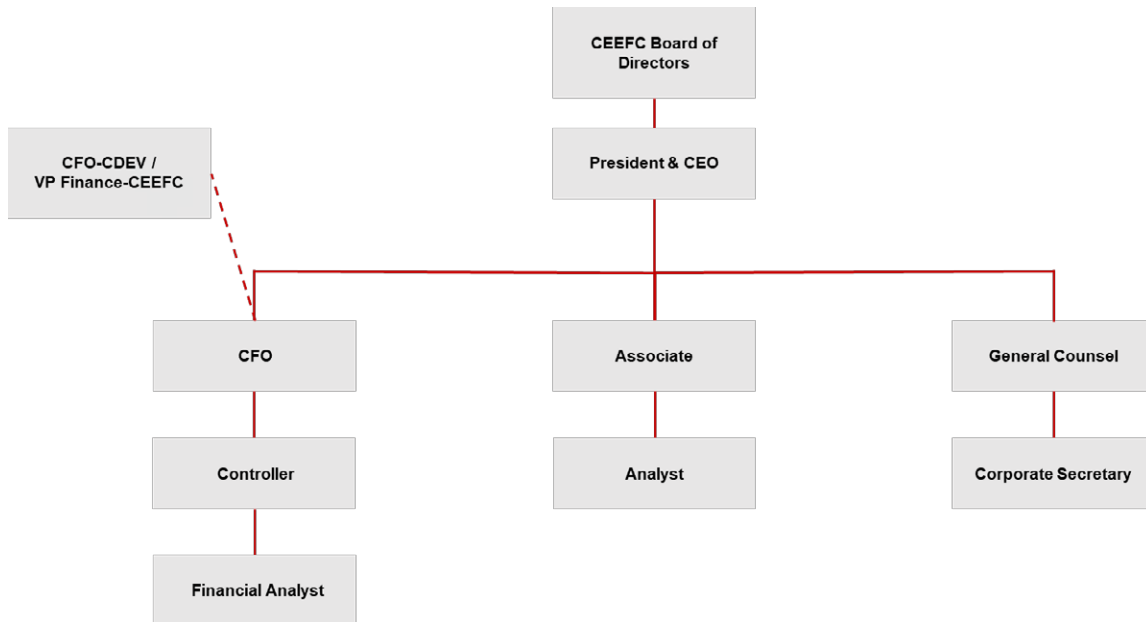 CEEFC Board of
Directors
CFO-CDEV /
VP Finance-CEEFC
President & CEO
CFO
Associate
General Counsel
Controller
Analyst
Corporate Secretary
Financial Analyst